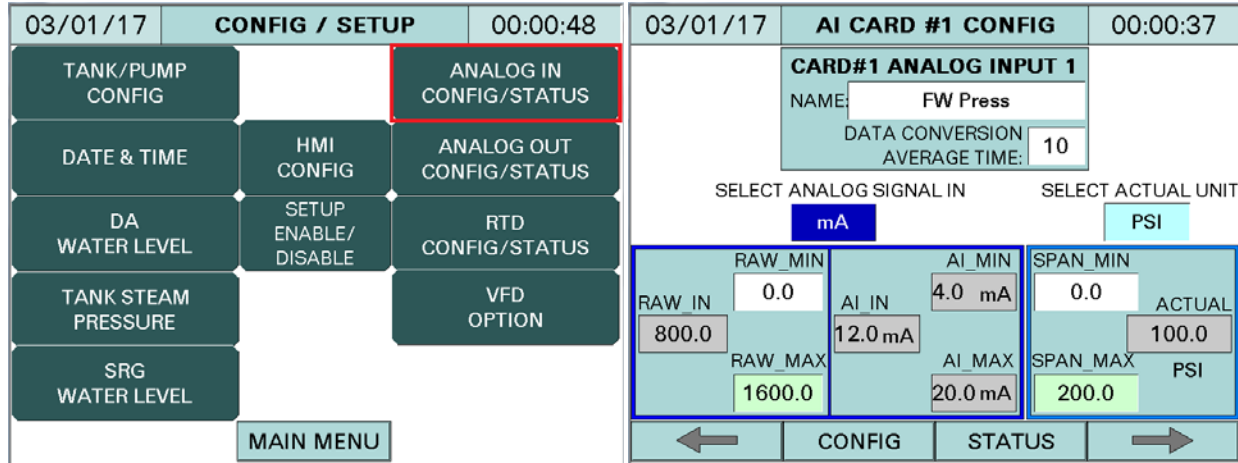 03/01/17 CONFIG / SETUP 00:00:48
TANK/PUMP
CONFIG
ANALOG IN
CONFIG/STATUS
DATE & TIME
HMI
CONFIG
ANALOG OUT
CONFIG/STATUS
DA
WATER LEVEL
SETUP
ENABLE/
DISABLE
RTD
CONFIG/STATUS
TANK STEAM
PRESSURE
VFD
OPTION
SRG
WATER LEVEL
MAIN MENU
03/01/17 AI CARD #1 CONFIG 00:00:37
CARD#1 ANALOG INPUT 1
NAME: FW Press
DATA CONVERSION
AVERAGE TIME: 10
SELECT ANALOG SIGNAL IN SELECT ACTUAL UNIT
mA PSI
RAW_MIN AI_MIN SPAN_MIN
0.0 4.0 mA 0.0
RAW_IN AI_IN ACTUAL
800.0 12.0 mA 100.0
RAW_MAX AI_MAX SPAN_MAX PSI
1600.0 20.0 mA 200.0
CONFIG STATUS